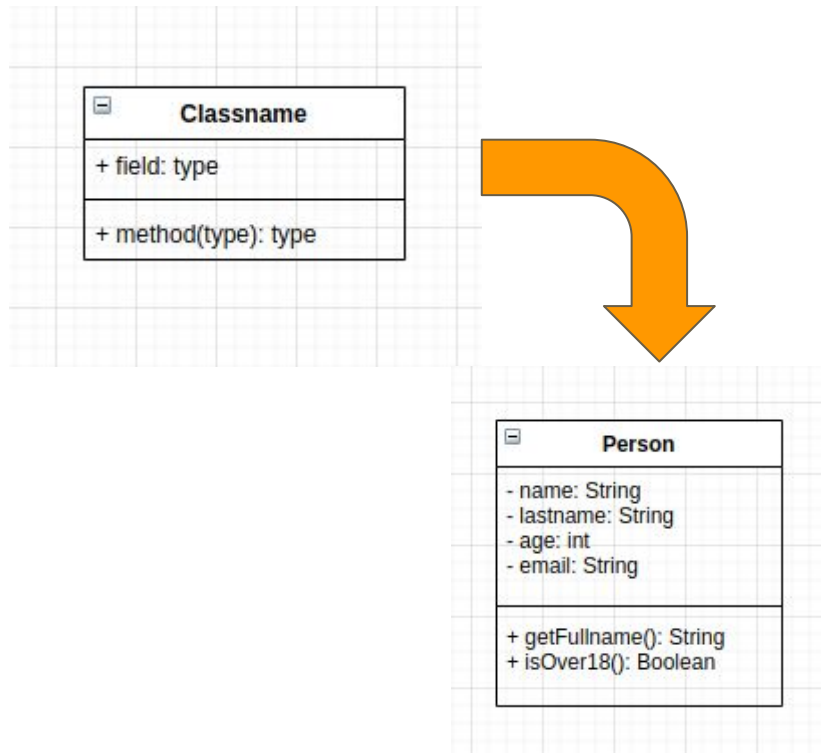 Classname
+ field: type
+ method(type): type
Person
- name: String
- lastname: String
- age: int
- email: String
+ getFullname(): String
+ isOver18(): Boolean